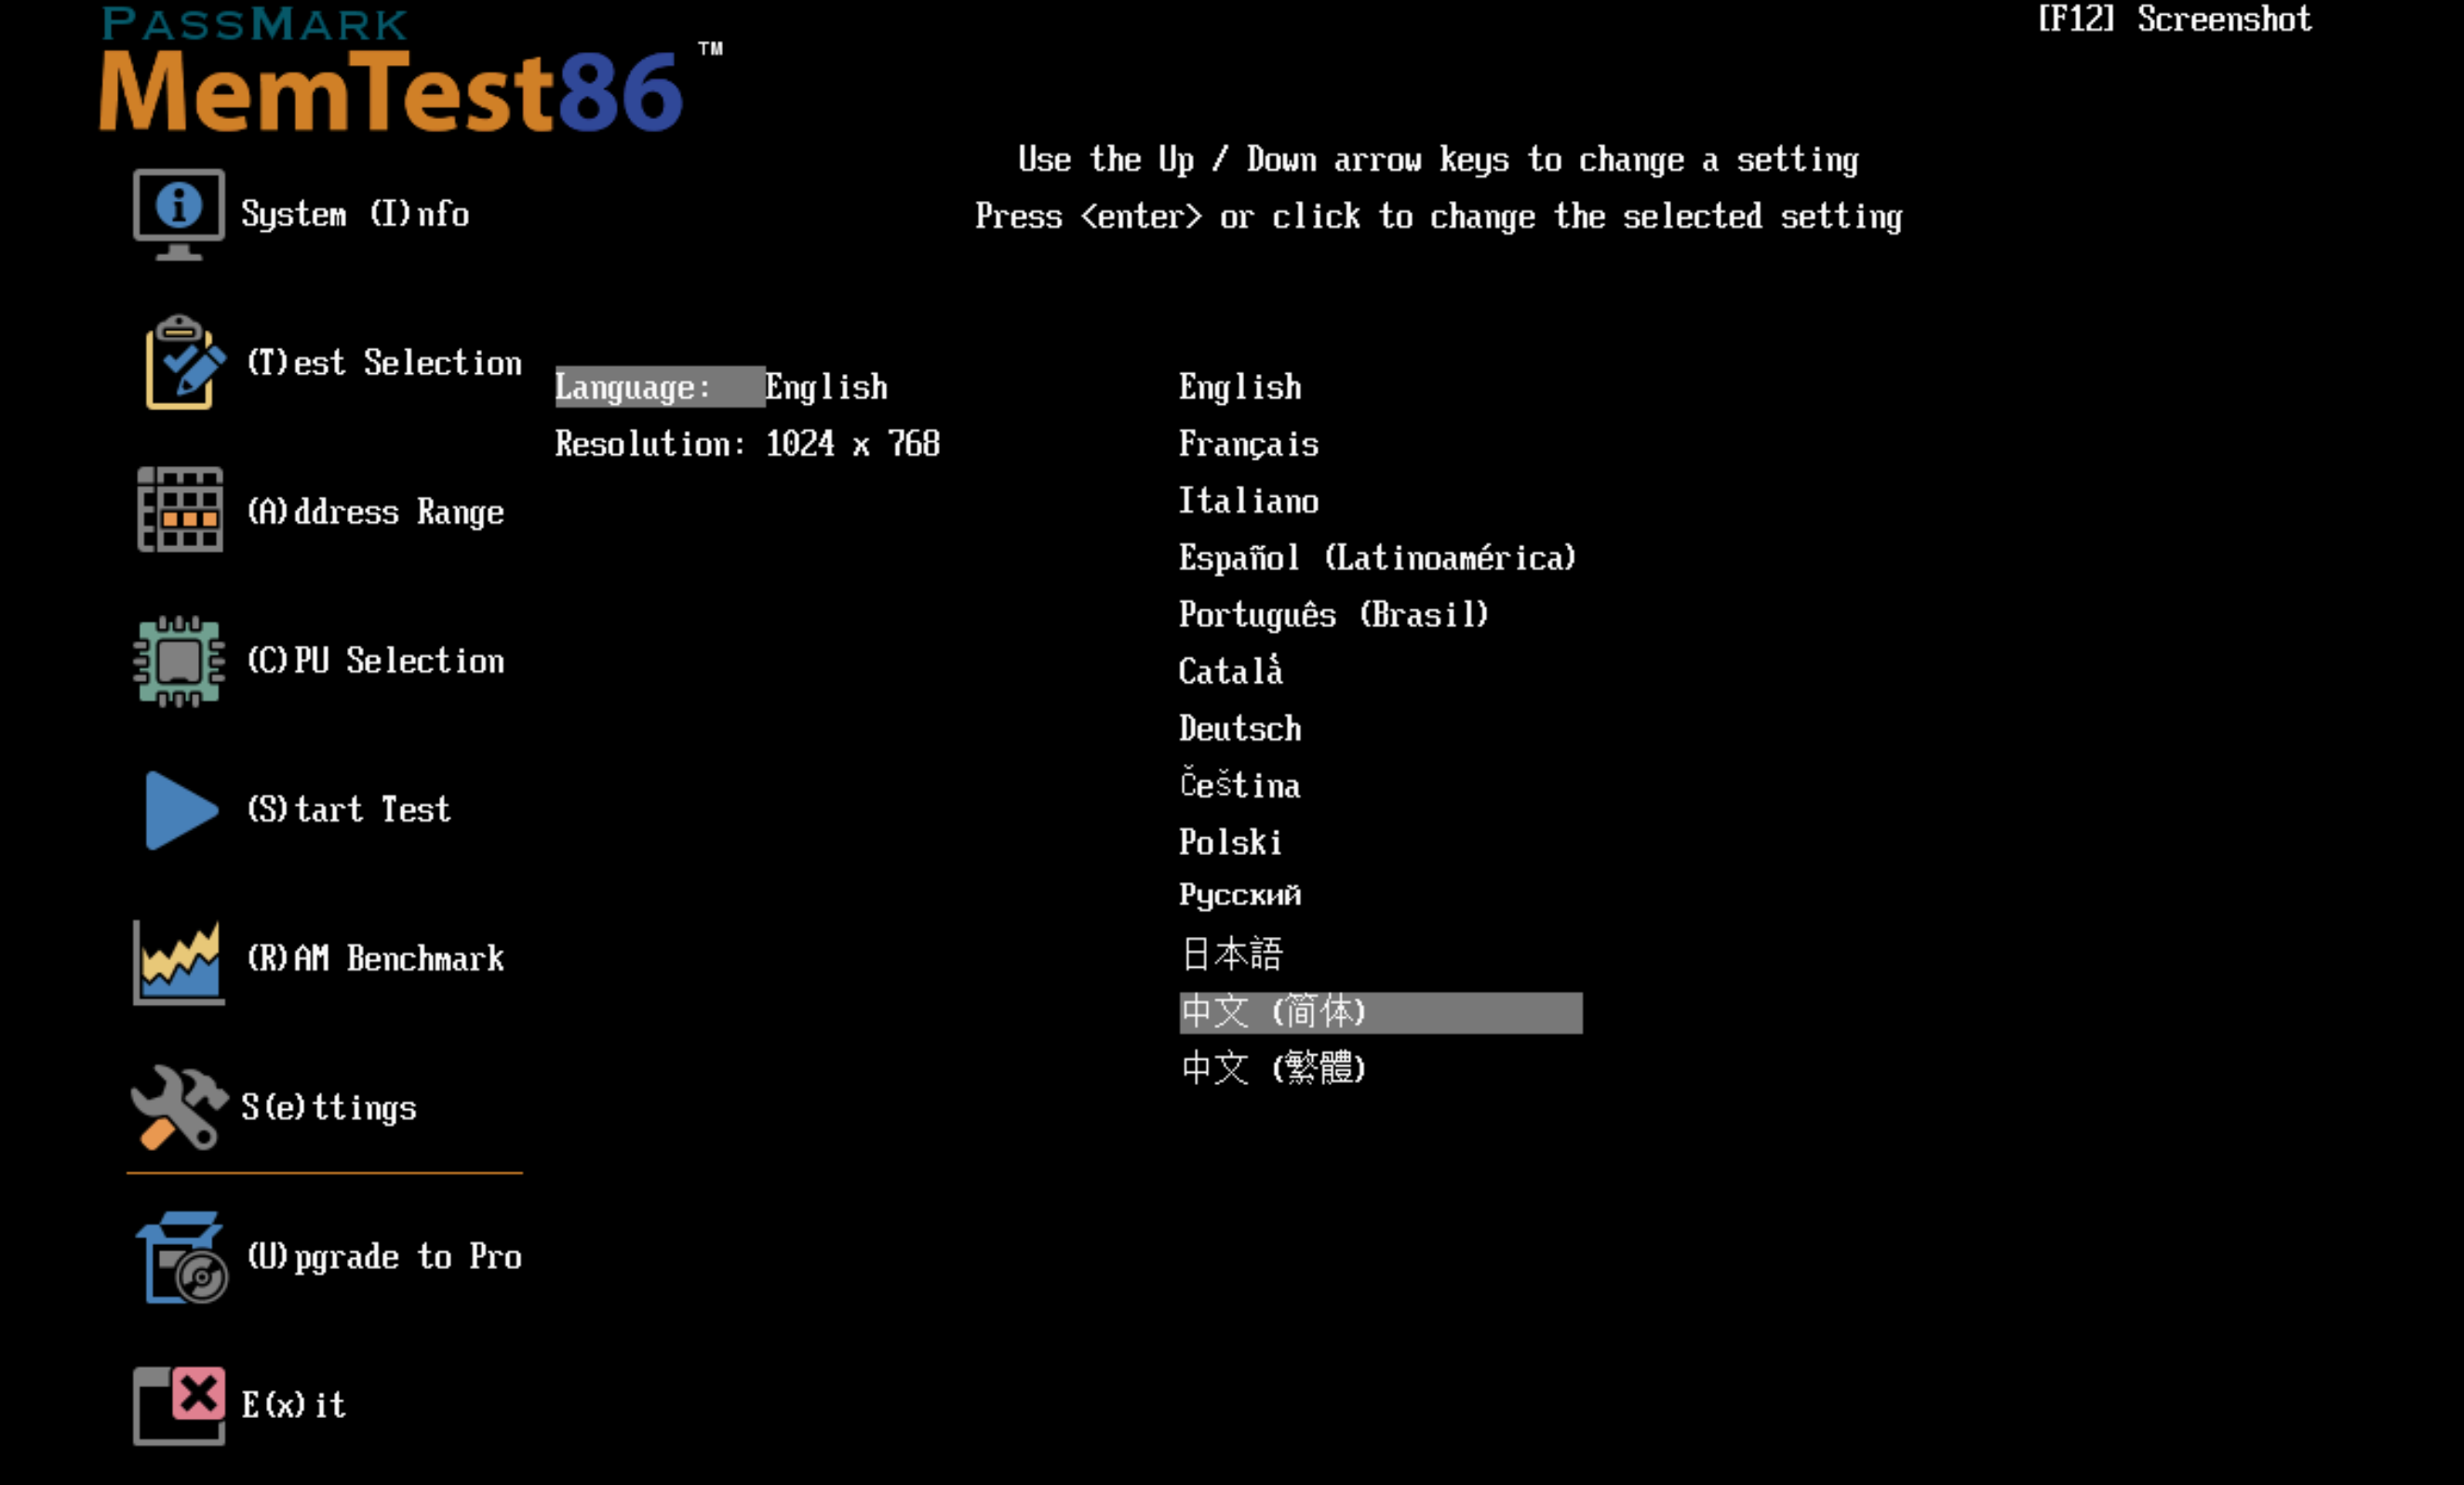 PASSMARK
MemTest86™
[F12] Screenshot
Use the Up / Down arrow keys to change a setting
Press <enter> or click to change the selected setting
System (I)nfo
(T)est Selection
(A)ddress Range
(C)PU Selection
(S)tart Test
(R)AM Benchmark
S(e)ttings
(U)pgrade to Pro
E(x)it
Language: English
Resolution: 1024 x 768
English
Français
Italiano
Español (Latinoamérica)
Português (Brasil)
Català
Deutsch
Čeština
Polski
Русский
日本語
中文 (简体)
中文 (繁體)